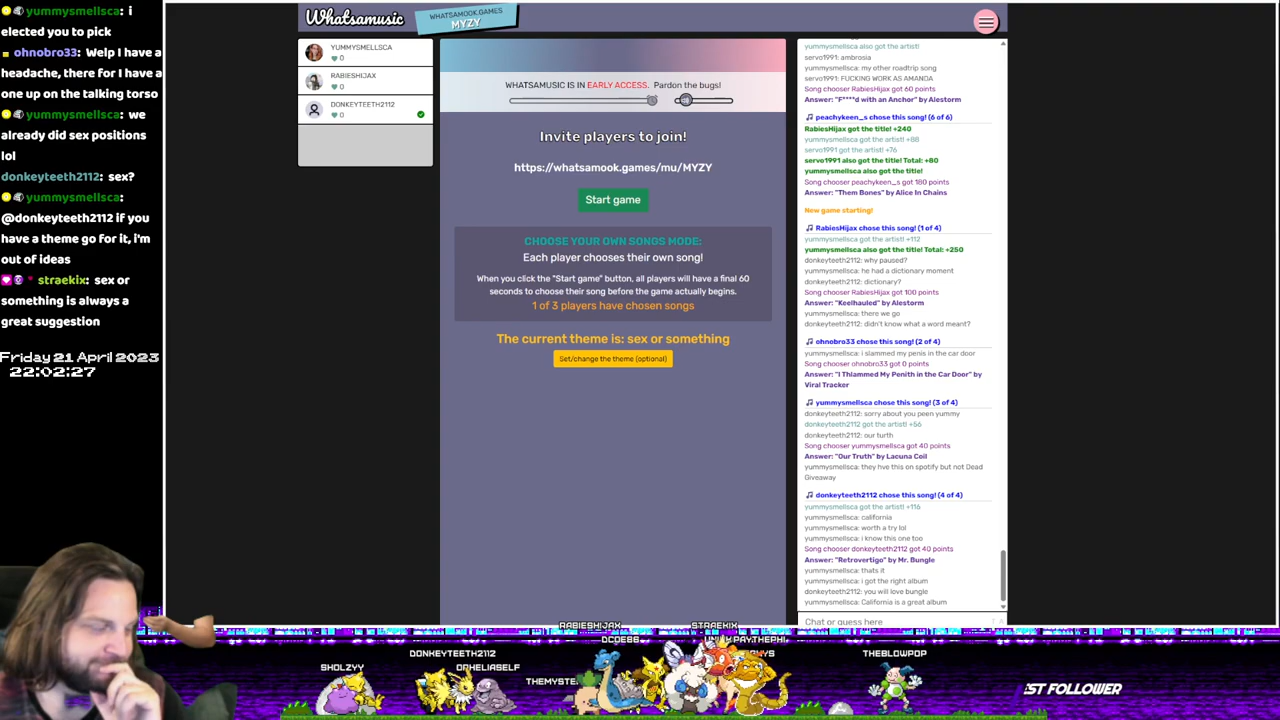 yummysmellsca: i
elected you to pick
ohnobro33: Welp I have a
headache, there isn't a
one up on the talking so
yummysmellsca: we
already did sex party
lol
donkeyteeth2112: sex?
yummysmellsca:
@donkeyteeth2112 if you
have songs go. im just
out of ideas
straekix: sex or
something is always a
great suggestion
Friday 21 April 2023
22:02:27
Whatsamusic
WHATSAMOOK.GAMES
MYZY
YUMMYSMELLSCA
0
RABIESHIJAX
0
DONKEYTEETH2112
0
WHATSAMUSIC IS IN EARLY ACCESS. Pardon the bugs!
Invite players to join!
https://whatsamook.games/mu/MYZY
Start game
CHOOSE YOUR OWN SONGS MODE:
Each player chooses their own song!
When you click the "Start game" button, all players will have a final 60
seconds to choose their song before the game actually begins.
1 of 3 players have chosen songs
The current theme is: sex or something
Set/change the theme (optional)
yummysmellsca also got the artist!
servo1991: ambrosia
yummysmellsca: my other roadtrip song
servo1991: FUCKING WORK AS AMANDA
Song chooser RabiesHijax got 60 points
Answer: "F****d with an Anchor" by Alestorm
peachykeen_s chose this song! (6 of 6)
RabiesHijax got the title! +240
yummysmellsca got the artist! +88
servo1991 got the artist! +76
servo1991 also got the title! Total: +80
yummysmellsca also got the title!
Song chooser peachykeen_s got 180 points
Answer: "Them Bones" by Alice In Chains
New game starting!
RabiesHijax chose this song! (1 of 4)
yummysmellsca got the artist! +112
yummysmellsca also got the title! Total: +250
donkeyteeth2112: why paused?
yummysmellsca: he had a dictionary moment
donkeyteeth2112: dictionary?
Song chooser RabiesHijax got 100 points
Answer: "Keelhauled" by Alestorm
yummysmellsca: there we go
donkeyteeth2112: didn't know what a word meant?
ohnobro33 chose this song! (2 of 4)
yummysmellsca: i slammed my penis in the car door
Song chooser ohnobro33 got 0 points
Answer: "I Thlammed My Penith in the Car Door" by
Viral Tracker
yummysmellsca chose this song! (3 of 4)
donkeyteeth2112: sorry about you peen yummy
donkeyteeth2112 got the artist! +56
donkeyteeth2112: our turth
Song chooser yummysmellsca got 40 points
Answer: "Our Truth" by Lacuna Coil
yummysmellsca: they hve this on spotify but not Dead
Giveaway
donkeyteeth2112 chose this song! (4 of 4)
yummysmellsca got the artist! +116
yummysmellsca: california
yummysmellsca: worth a try lol
yummysmellsca: i know this one too
Song chooser donkeyteeth2112 got 40 points
Answer: "Retrovertigo" by Mr. Bungle
yummysmellsca: thats it
yummysmellsca: i got the right album
donkeyteeth2112: you will love bungle
yummysmellsca: California is a great album
Chat or guess here
RABIESHIJAX
STRAEKIX
DONKEYTEETH2112
SHOLZYY
THEBLOWPOP
ST FOLLOWER